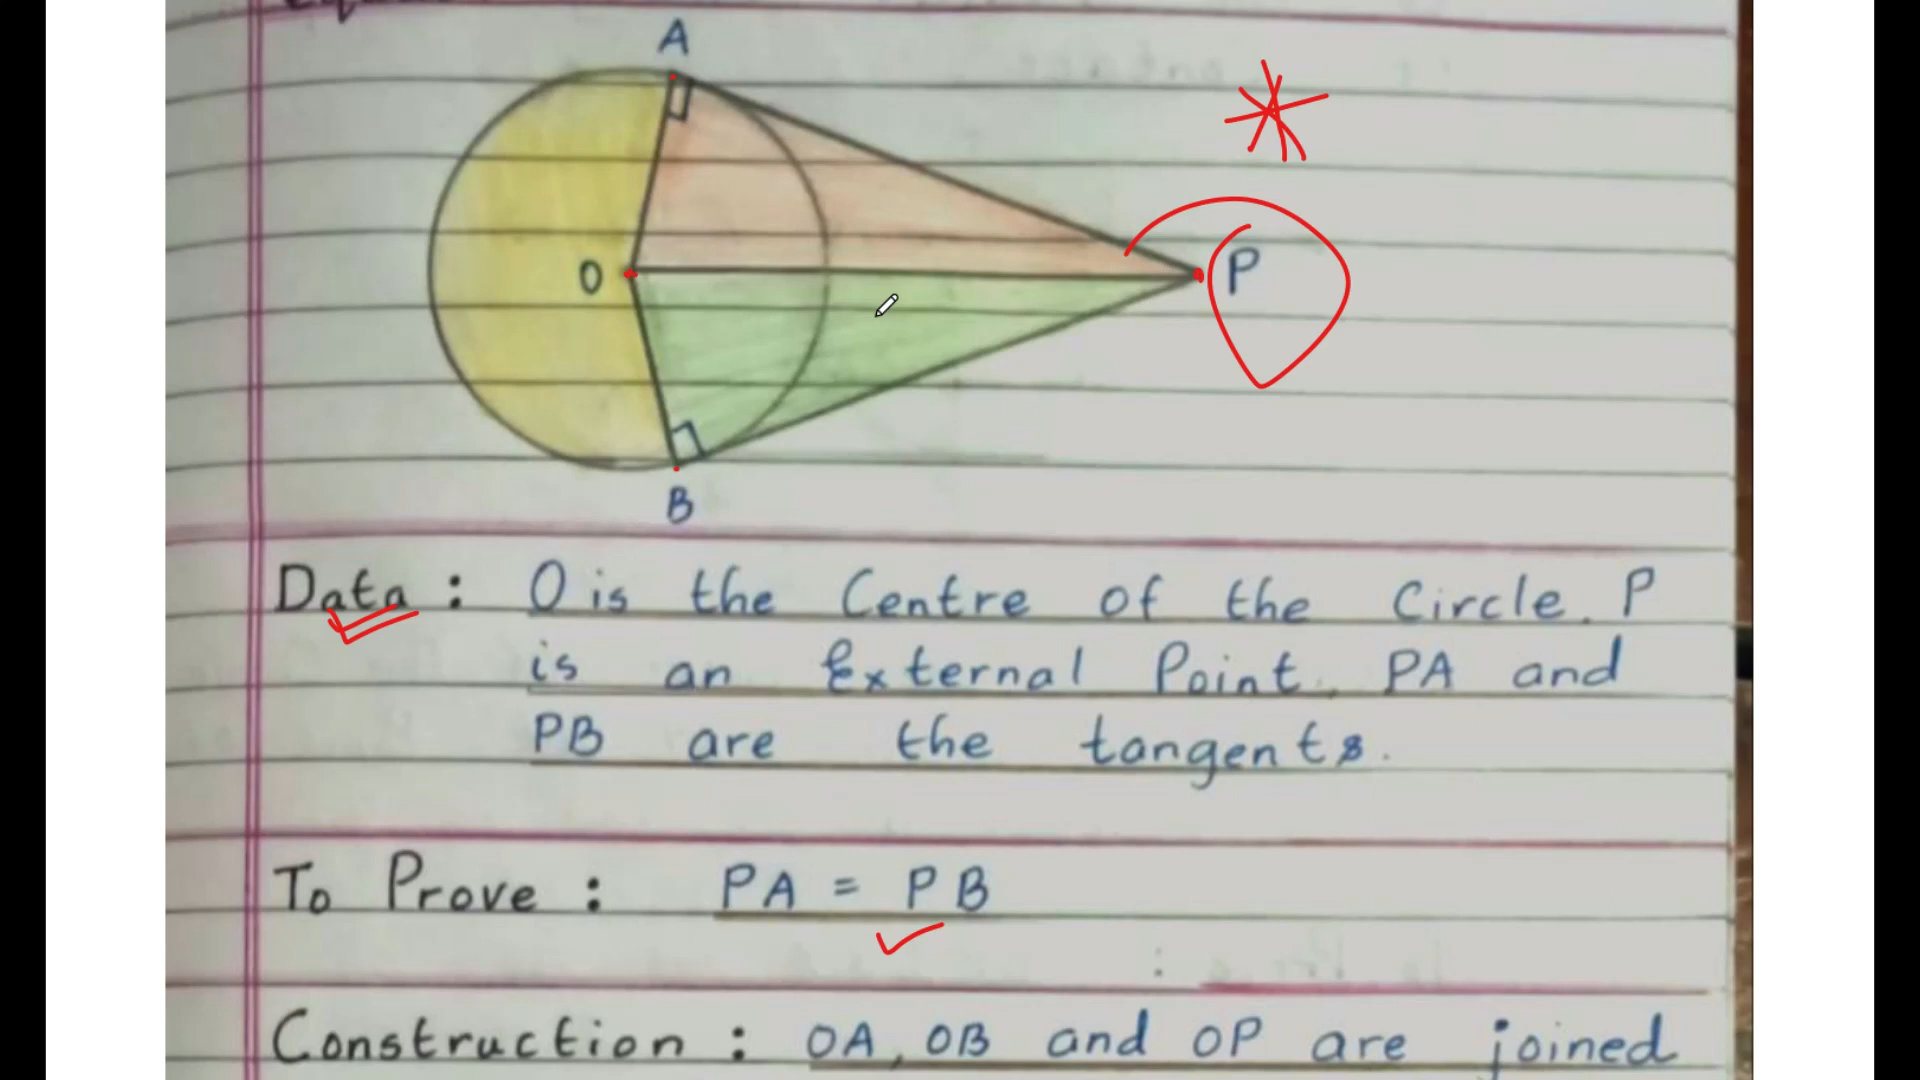 A
O
P
B
Data : O is the Centre of the Circle. P
is an External Point. PA and
PB are the tangents.
To Prove : PA = PB
Construction : OA, OB and OP are joined